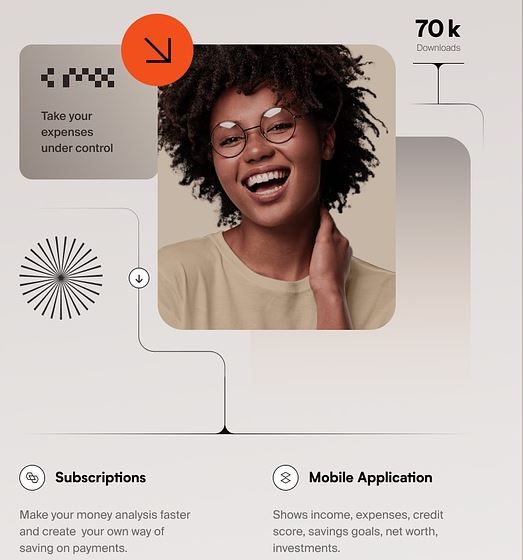 70 k
Downloads
Take your
expenses
under control
Subscriptions
Make your money analysis faster
and create your own way of
saving on payments.
Mobile Application
Shows income, expenses, credit
score, savings goals, net worth,
investments.